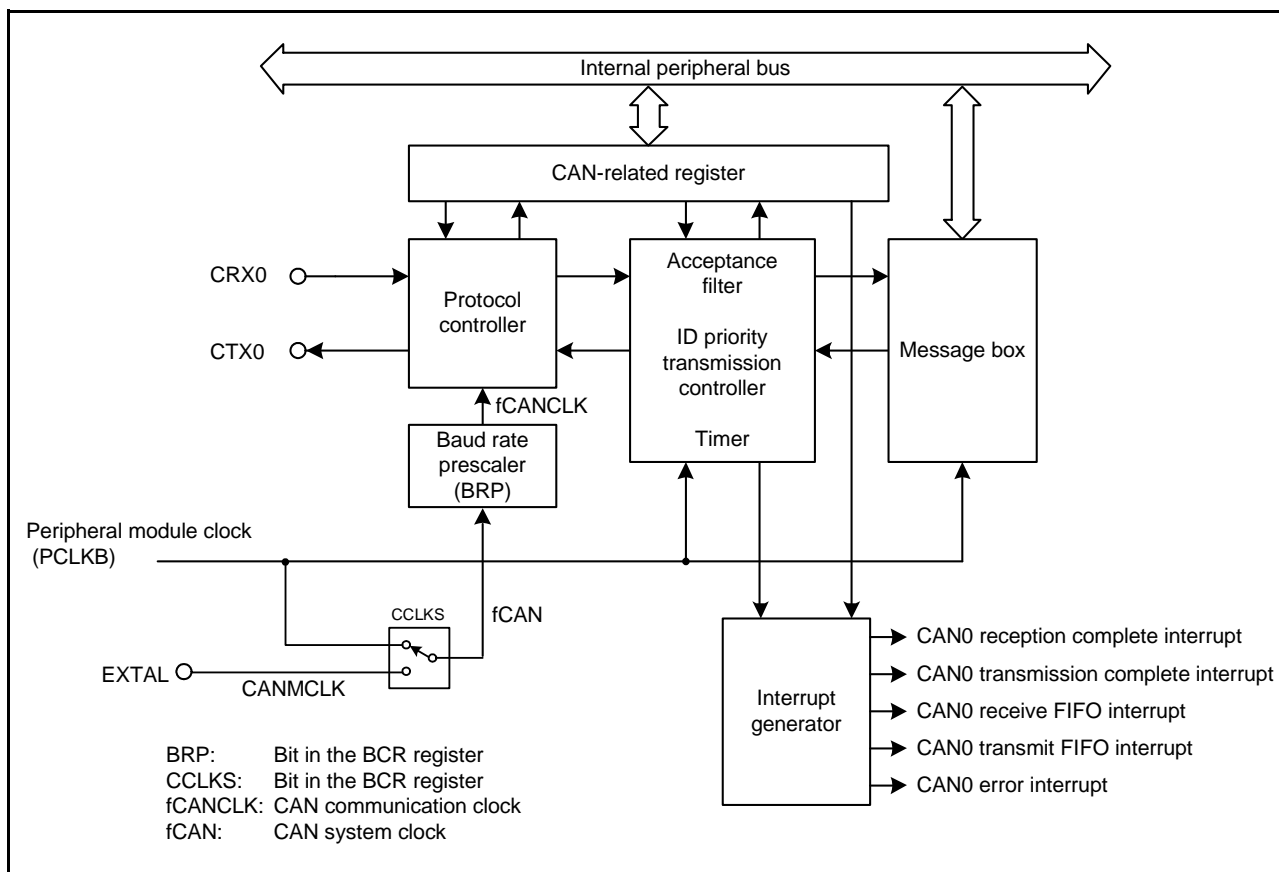 Internal peripheral bus
CAN-related register
CRX0
CTX0
Protocol
controller
Acceptance
filter
ID priority
transmission
controller
Timer
Message box
fCANCLK
Baud rate
prescaler
(BRP)
Peripheral module clock
(PCLKB)
CCLKS
fCAN
EXTAL
CANMCLK
Interrupt
generator
CAN0 reception complete interrupt
CAN0 transmission complete interrupt
CAN0 receive FIFO interrupt
CAN0 transmit FIFO interrupt
CAN0 error interrupt
BRP: Bit in the BCR register
CCLKS: Bit in the BCR register
fCANCLK: CAN communication clock
fCAN: CAN system clock